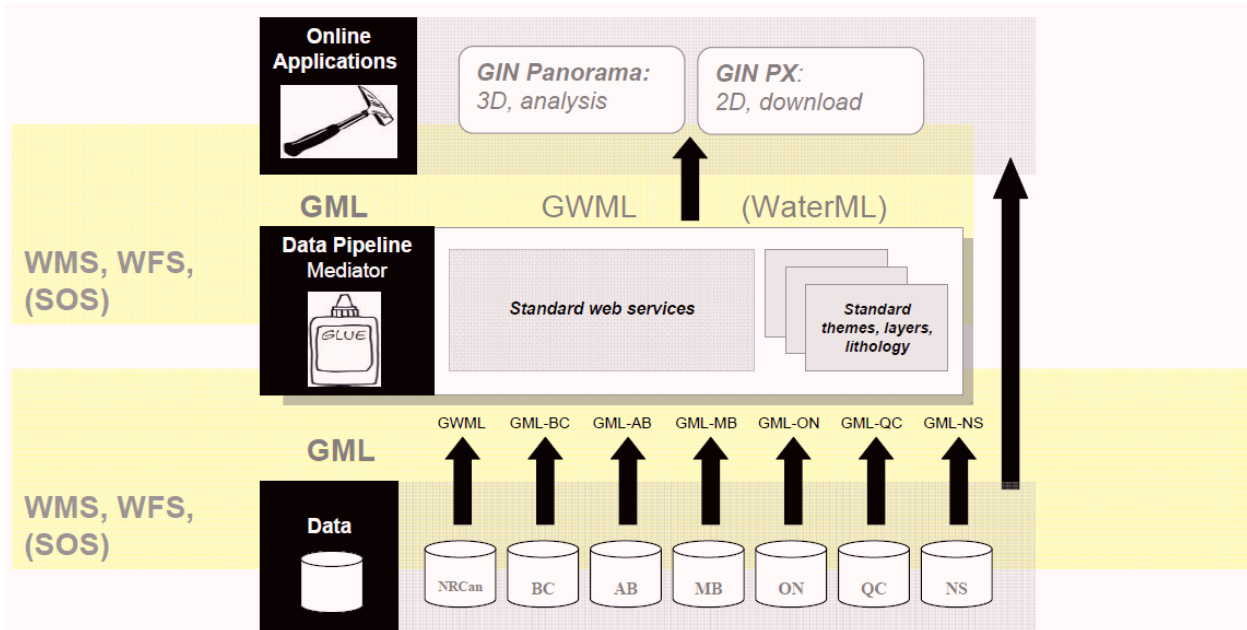 Online
Applications
GIN Panorama:
3D, analysis
GIN PX:
2D, download
GML
GWML
(WaterML)
WMS, WFS,
(SOS)
Data Pipeline
Mediator
GLUE
Standard web services
Standard
themes, layers,
lithology
GWML
GML-BC
GML-AB
GML-MB
GML-ON
GML-QC
GML-NS
GML
WMS, WFS,
(SOS)
Data
NRCan
BC
AB
MB
ON
QC
NS